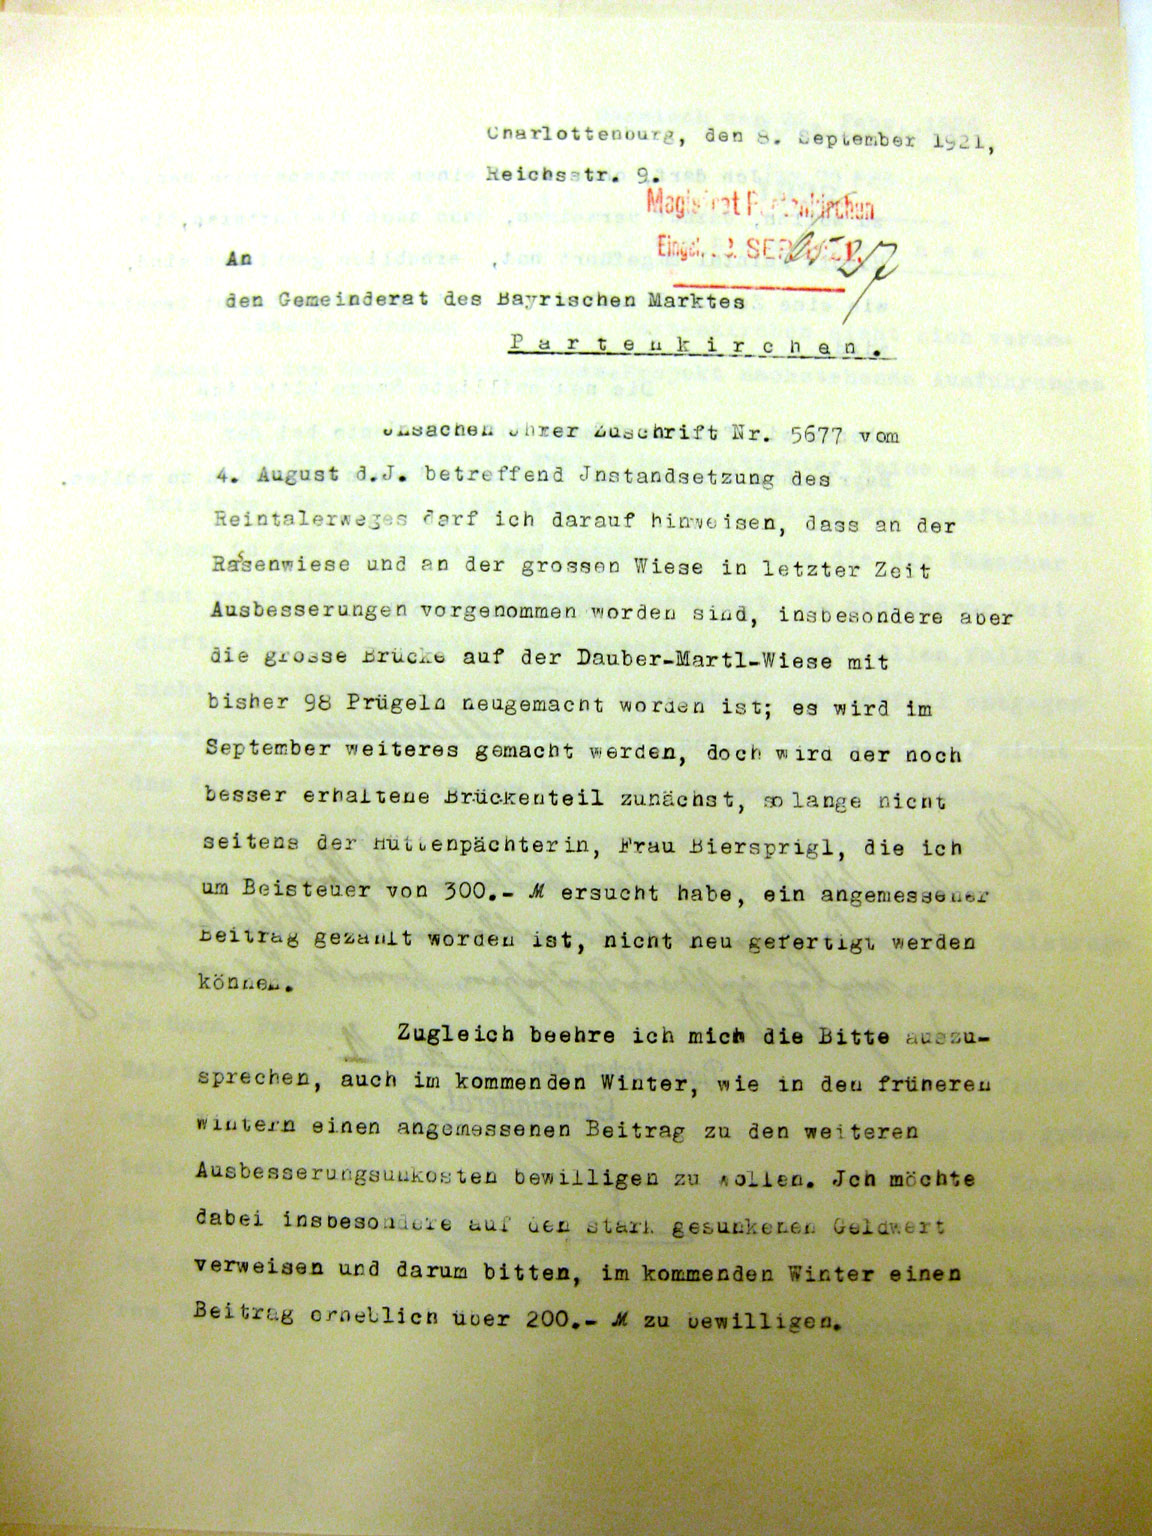 Charlottenburg, den 8. September 1921,
Reichsstr. 9.
Magistrat Partenkirchen
Eingel. SEP.
An
den Gemeinderat des Bayrischen Marktes
Partenkirchen.
Jnsachen Jhrer Zuschrift Nr. 5677 vom
4. August d.J. betreffend Jnstandsetzung des
Reintalerweges darf ich darauf hinweisen, dass an der
Rasenwiese und an der grossen Wiese in letzter Zeit
Ausbesserungen vorgenommen worden sind, insbesondere aber
die grosse Brücke auf der Dauber-Martl-Wiese mit
bisher 98 Prügeln neugemacht worden ist; es wird im
September weiteres gemacht werden, doch wird der noch
besser erhaltene Brückenteil zunächst, so lange nicht
seitens der Hüttenpächterin, Frau Biersprigl, die ich
um Beisteuer von 300.- M ersucht habe, ein angemessener
Beitrag gezahlt worden ist, nicht neu gefertigt werden
können.
Zugleich beehre ich mich die Bitte auszu-
sprechen, auch im kommenden Winter, wie in den früheren
Wintern einen angemessenen Beitrag zu den weiteren
Ausbesserungsunkosten bewilligen zu wollen. Jch möchte
dabei insbesondere auf den stark gesunkenen Geldwert
verweisen und darum bitten, im kommenden Winter einen
Beitrag erheblich über 200.- M zu bewilligen.